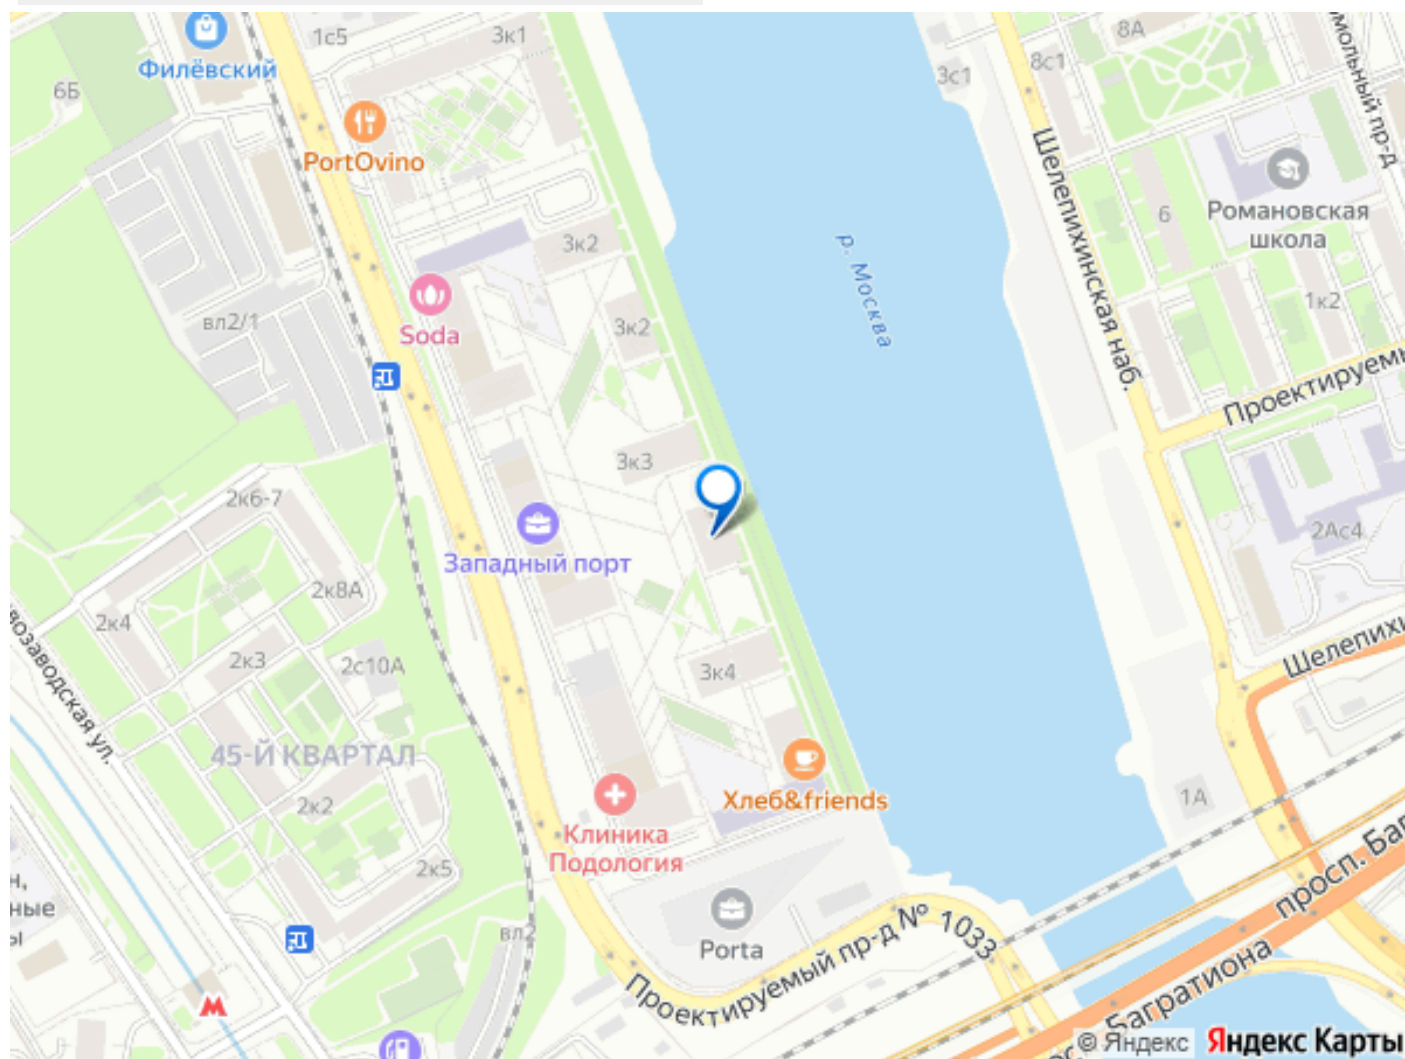 1с5
3к1
8А
3с1
8с1
Филёвский
6Б
PortOvino
Шелепихинская наб.
6
Романовская
школа
3к2
р. Москва
1к2
вл2/1
Soda
3к2
3к3
2к6-7
Западный порт
2Ас4
2к8А
2к4
2к3
2с10А
3к4
45-Й КВАРТАЛ
2к2
Хлеб&friends
1А
Клиника
Подология
2к5
Porta
Проектируемый пр-д № 1033
просп.
Багратиона
© Яндекс
Яндекс Карты